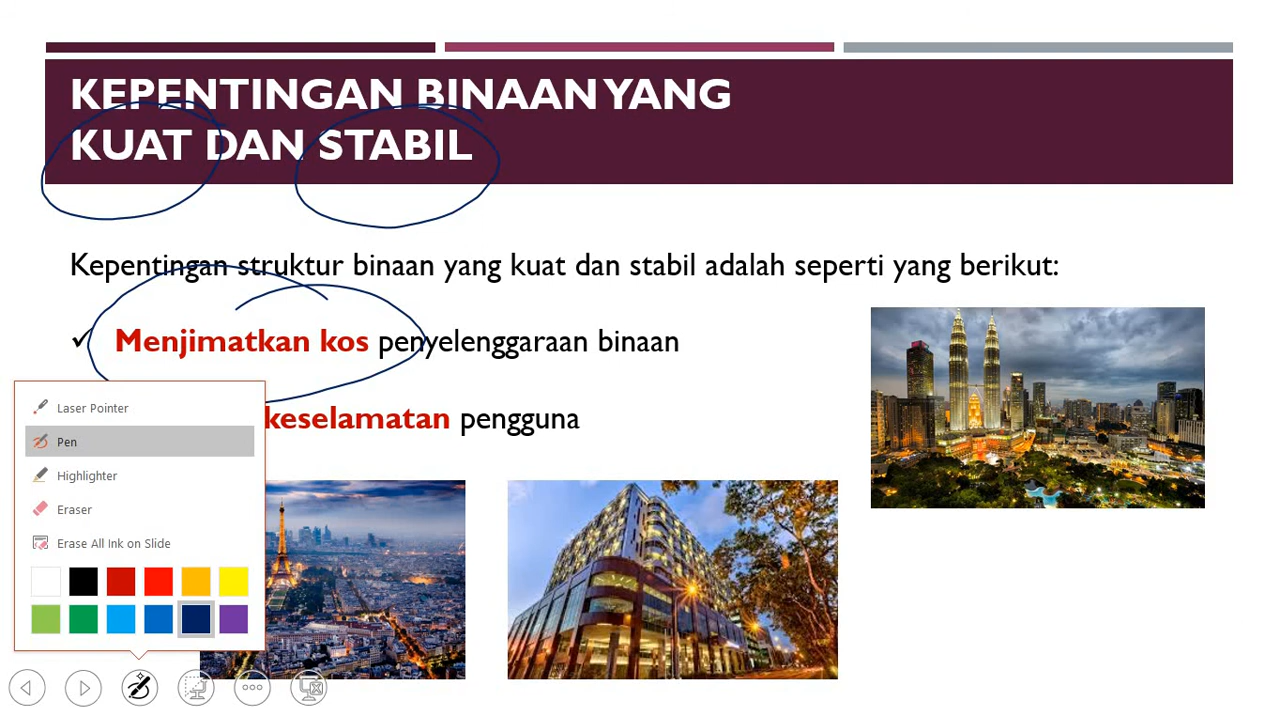 KEPENTINGAN BINAAN YANG
KUAT DAN STABIL
Kepentingan struktur binaan yang kuat dan stabil adalah seperti yang berikut:
✓ Menjimatkan kos penyelenggaraan binaan
keselamatan pengguna
Laser Pointer
Pen
Highlighter
Eraser
Erase All Ink on Slide